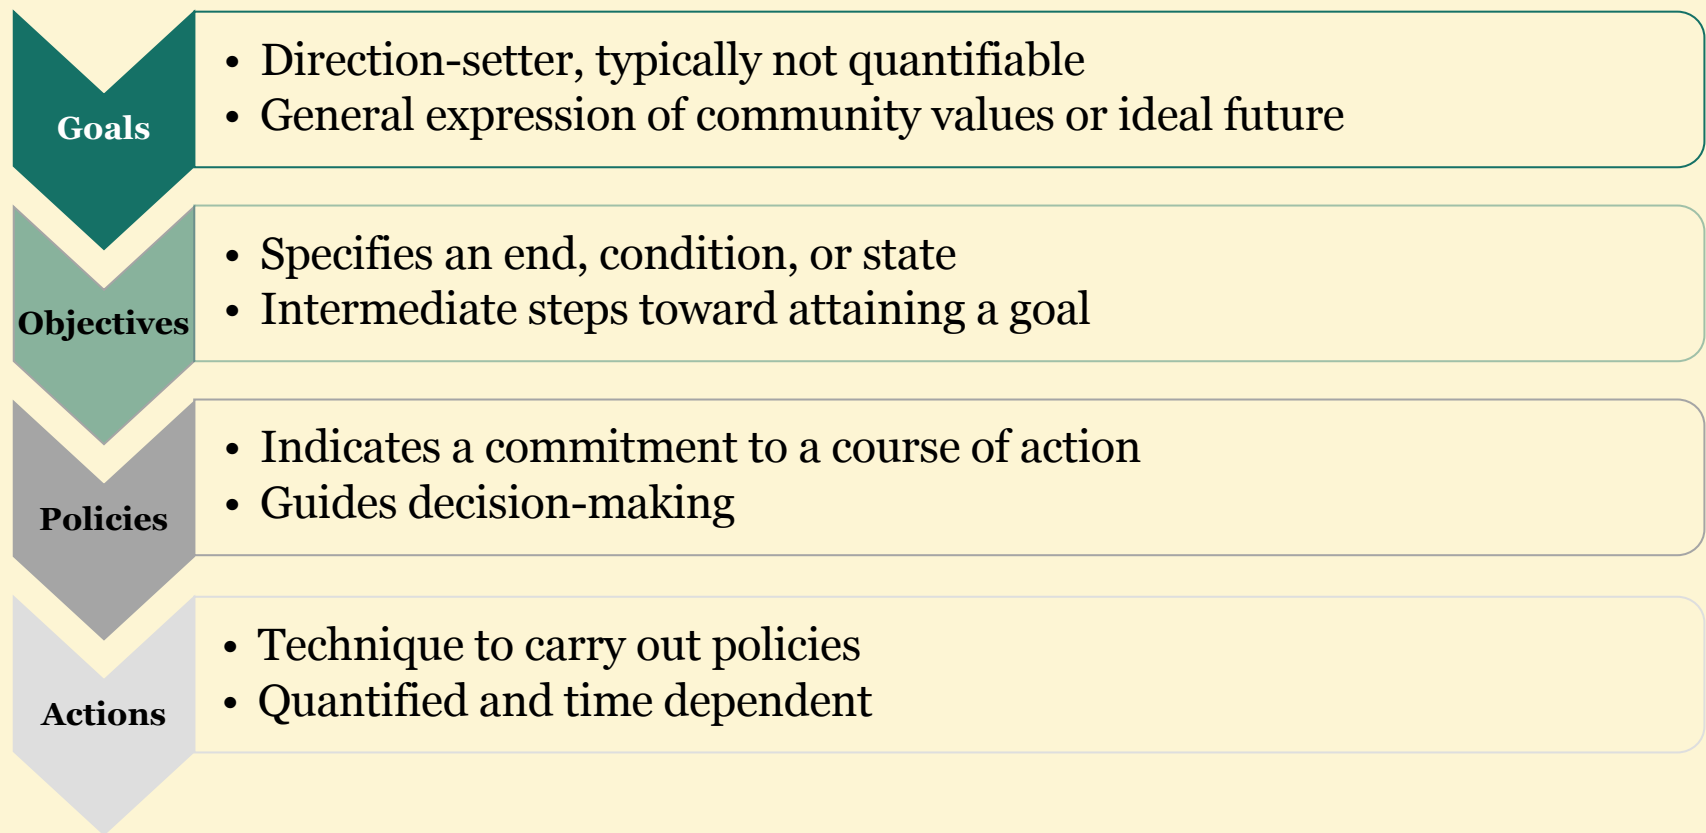 Goals
• Direction-setter, typically not quantifiable
• General expression of community values or ideal future
Objectives
• Specifies an end, condition, or state
• Intermediate steps toward attaining a goal
Policies
• Indicates a commitment to a course of action
• Guides decision-making
Actions
• Technique to carry out policies
• Quantified and time dependent